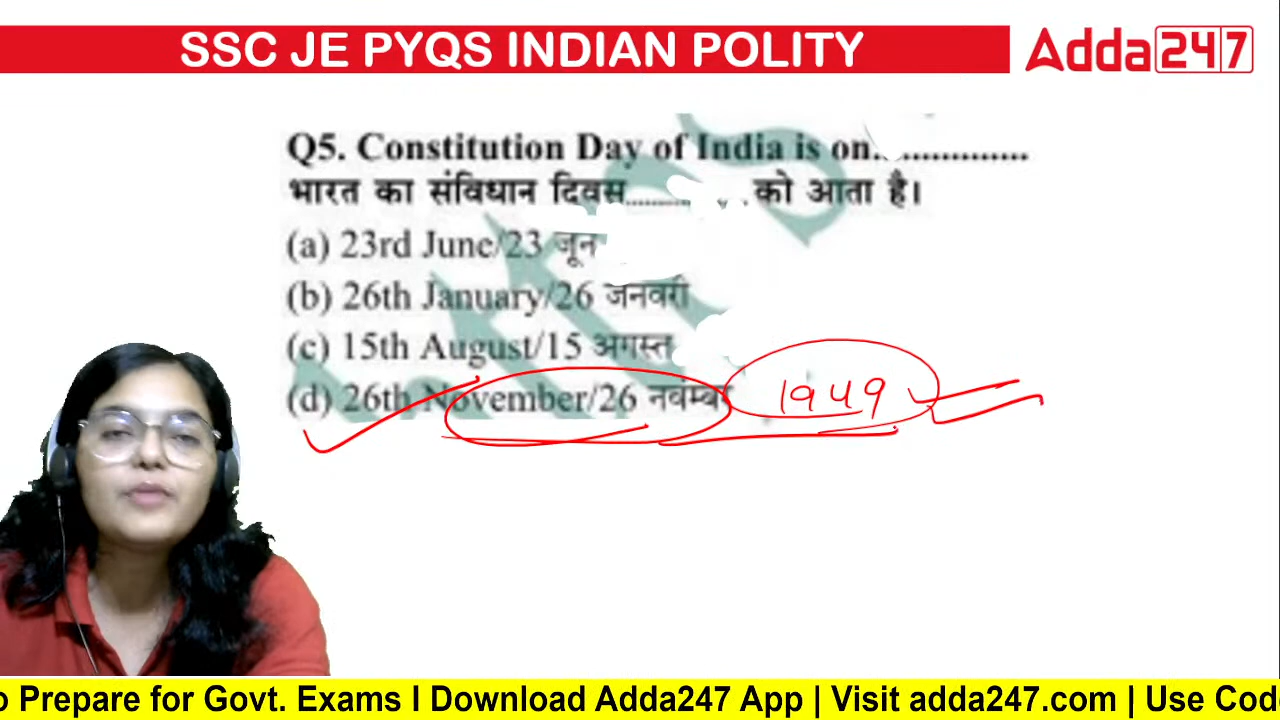 SSC JE PYQS INDIAN POLITY
Adda247
Q5. Constitution Day of India is on...............
भारत का संविधान दिवस............को आता है।
(a) 23rd June/23 जून
(b) 26th January/26 जनवरी
(c) 15th August/15 अगस्त
(d) 26th November/26 नवंम्बर 1949
o Prepare for Govt. Exams I Download Adda247 App | Visit adda247.com | Use Cod